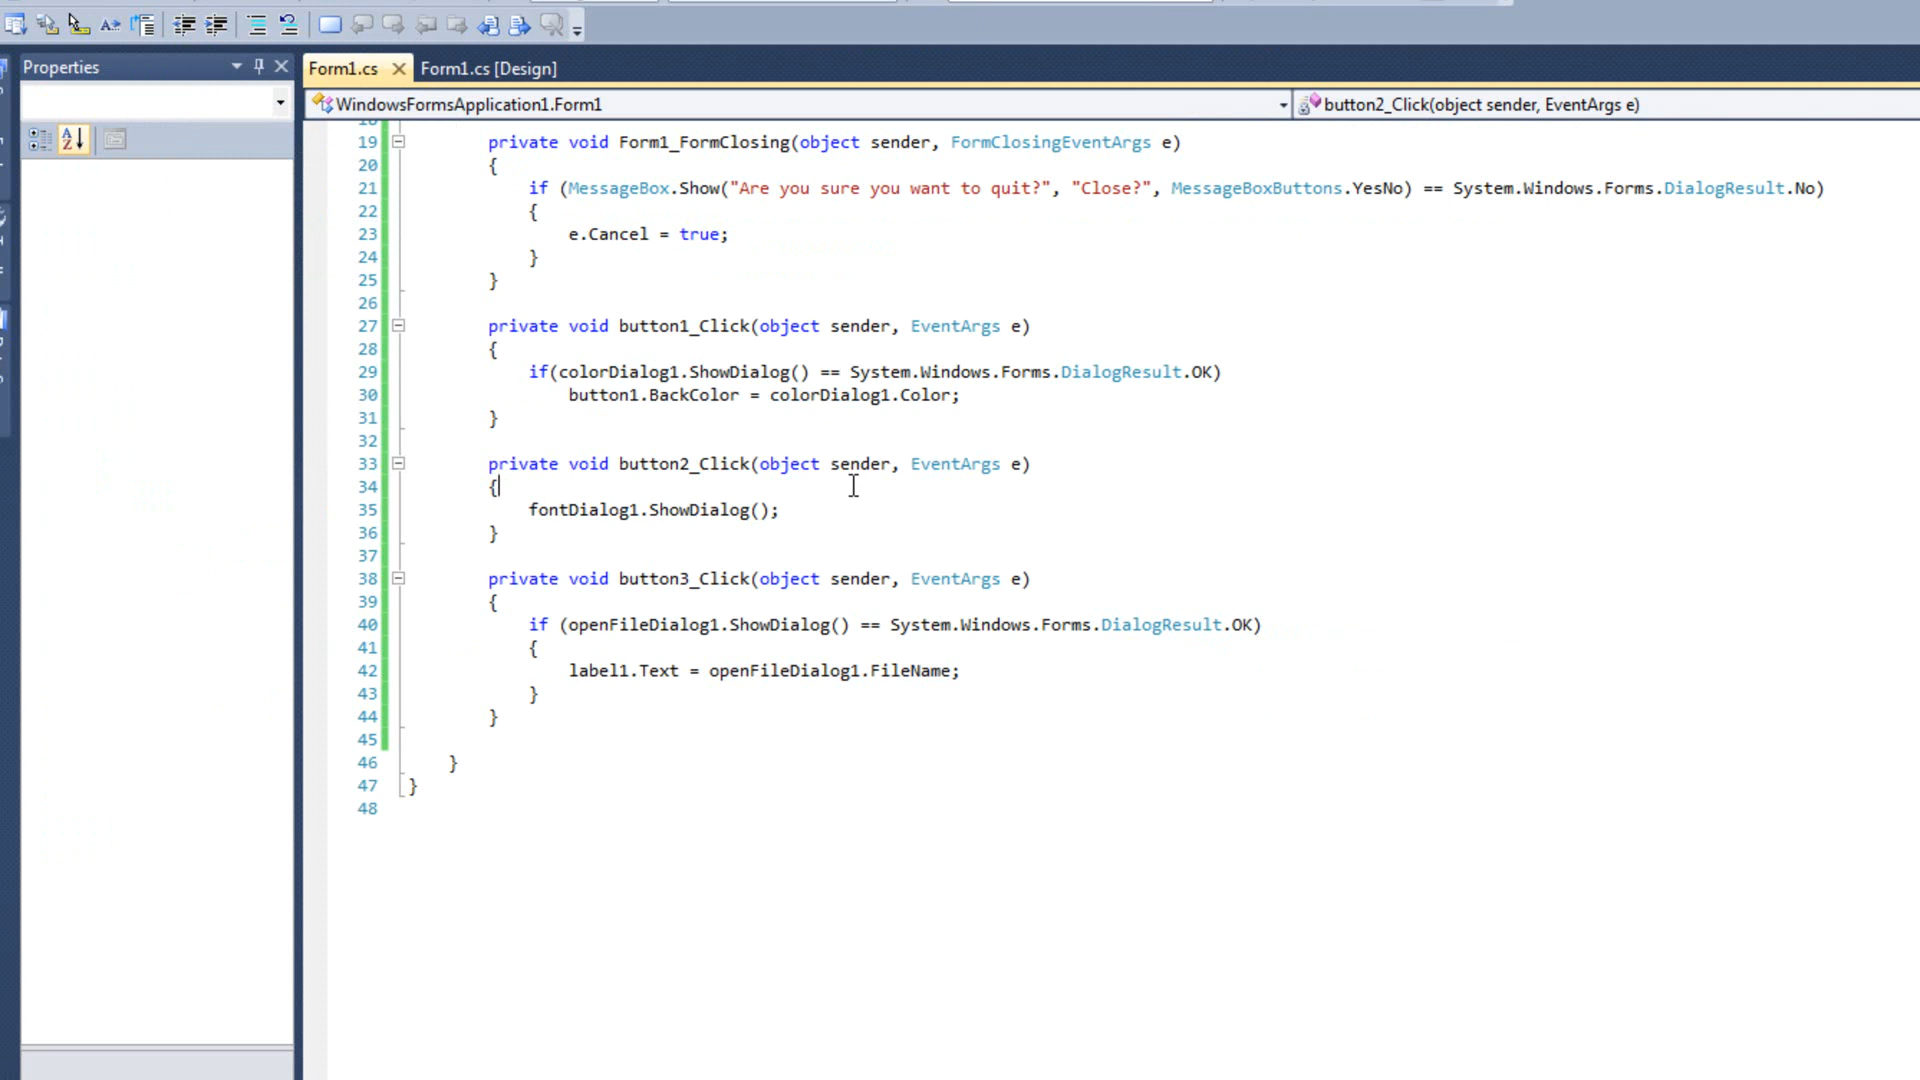 Properties
Form1.cs
Form1.cs [Design]
WindowsFormsApplication1.Form1
button2_Click(object sender, EventArgs e)
19 private void Form1_FormClosing(object sender, FormClosingEventArgs e)
20 {
21 if (MessageBox.Show("Are you sure you want to quit?", "Close?", MessageBoxButtons.YesNo) == System.Windows.Forms.DialogResult.No)
22 {
23 e.Cancel = true;
24 }
25 }
26
27 private void button1_Click(object sender, EventArgs e)
28 {
29 if(colorDialog1.ShowDialog() == System.Windows.Forms.DialogResult.OK)
30 button1.BackColor = colorDialog1.Color;
31 }
32
33 private void button2_Click(object sender, EventArgs e)
34 {
35 fontDialog1.ShowDialog();
36 }
37
38 private void button3_Click(object sender, EventArgs e)
39 {
40 if (openFileDialog1.ShowDialog() == System.Windows.Forms.DialogResult.OK)
41 {
42 label1.Text = openFileDialog1.FileName;
43 }
44 }
45
46 }
47 }
48